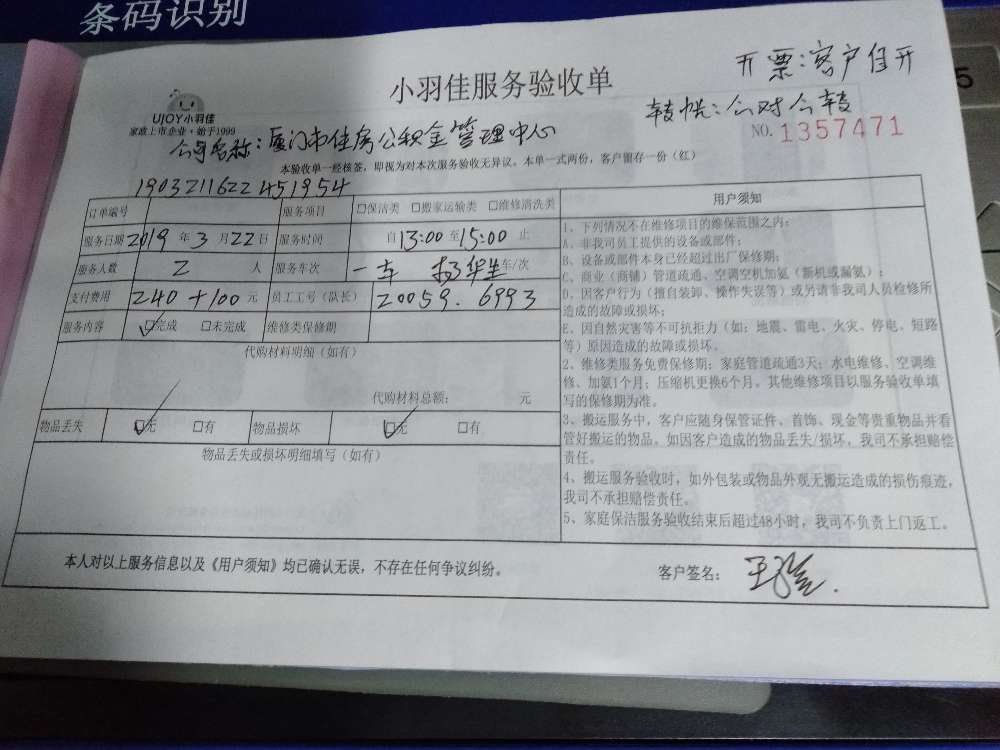 条码识别
5
小羽佳服务验收单
开票:客户自开
UJOY小羽佳
家政上市企业·始于1999
转帐:公对公转
NO.1357471
公司名称:厦门市住房公积金管理中心
本验收单一经核签,即视为对本次服务验收无异议。本单一式两份,客户留存一份(红)
190321162245​1954
订单编号 服务项目 □保洁类 □搬家运输类 □维修清洗类
服务日期 2019 年 3 月 22 日 服务时间 自 13:00 至 15:00 止
服务人数 2 人 服务车次 一车 车/次
支付费用 240+100 元 员工工号(队长) 20059. 6993
服务内容 ☑完成 □未完成 维修类保修期
代购材料明细(如有)
代购材料总额: 元
物品丢失 ☑无 □有 物品损坏 ☑无 □有
物品丢失或损坏明细填写(如有)
用户须知
1、下列情况不在维修项目的维保范围之内:
A、非我司员工提供的设备或部件;
B、设备或部件本身已经超过出厂保修期;
C、商业(商铺)管道疏通、空调空机加氨(新机或漏氨);
D、因客户行为(擅自装卸、操作失误等)或另请非我司人员检修所
造成的故障或损坏;
E、因自然灾害等不可抗拒力(如:地震、雷电、火灾、停电、短路
等)原因造成的故障或损坏。
2、维修类服务免费保修期:家庭管道疏通3天;水电维修、空调维
修、加氨1个月;压缩机更换6个月。其他维修项目以服务验收单填
写的保修期为准。
3、搬运服务中,客户应随身保管证件、首饰、现金等贵重物品并看
管好搬运的物品。如因客户造成的物品丢失/损坏,我司不承担赔偿
责任。
4、搬运服务验收时,如外包装或物品外观无搬运造成的损伤痕迹,
我司不承担赔偿责任。
5、家庭保洁服务验收结束后超过48小时,我司不负责上门返工。
本人对以上服务信息以及《用户须知》均已确认无误,不存在任何争议纠纷。
客户签名: